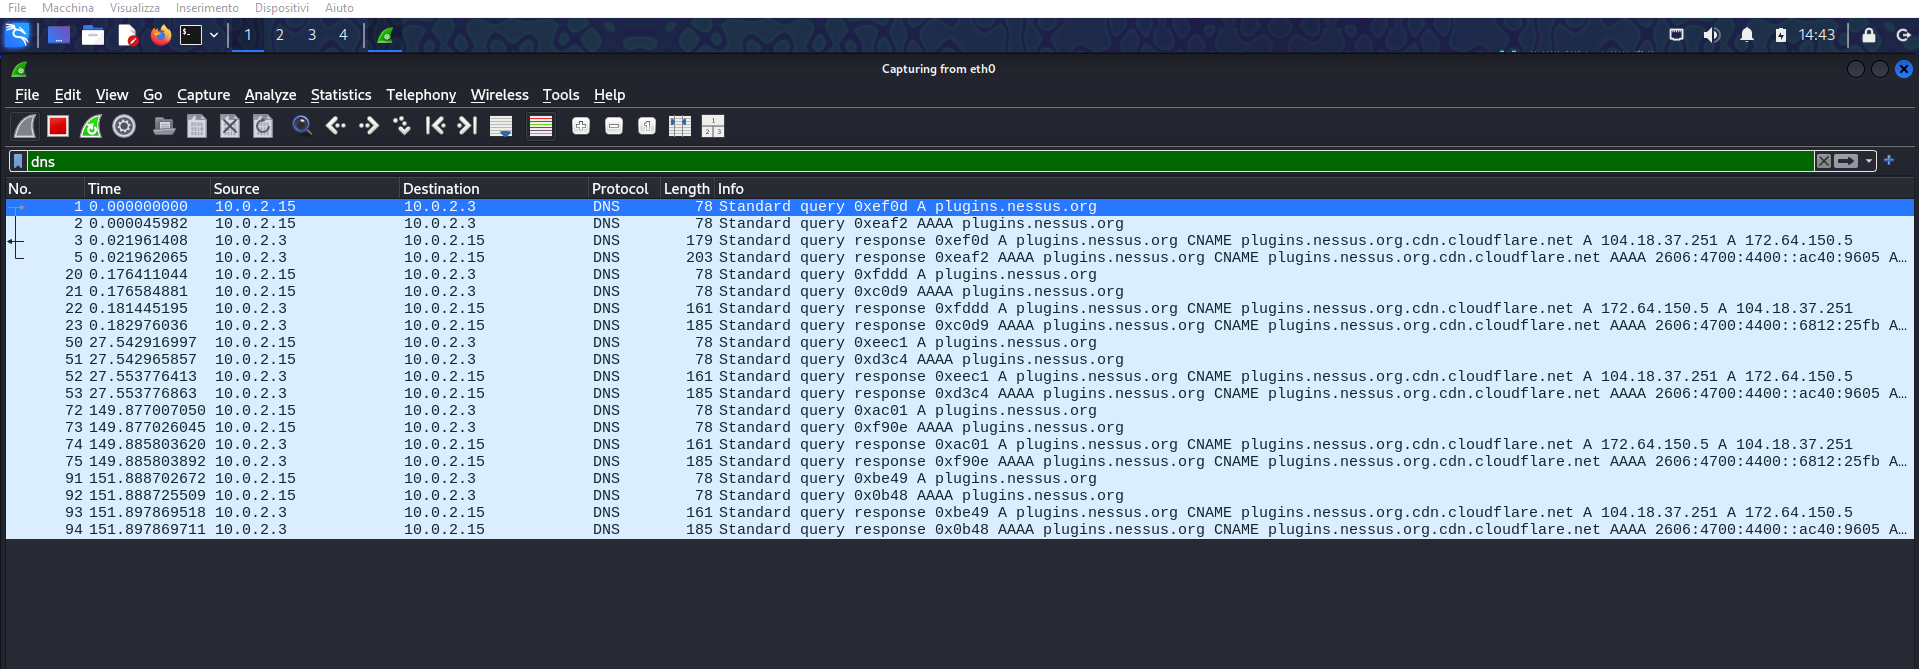 File Macchina Visualizza Inserimento Dispositivi Aiuto
1 2 3 4 14:43
Capturing from eth0
File Edit View Go Capture Analyze Statistics Telephony Wireless Tools Help
dns
No. Time Source Destination Protocol Length Info
1 0.000000000 10.0.2.15 10.0.2.3 DNS 78 Standard query 0xef0d A plugins.nessus.org
2 0.000045982 10.0.2.15 10.0.2.3 DNS 78 Standard query 0xeaf2 AAAA plugins.nessus.org
3 0.021961408 10.0.2.3 10.0.2.15 DNS 179 Standard query response 0xef0d A plugins.nessus.org CNAME plugins.nessus.org.cdn.cloudflare.net A 104.18.37.251 A 172.64.150.5
5 0.021962065 10.0.2.3 10.0.2.15 DNS 203 Standard query response 0xeaf2 AAAA plugins.nessus.org CNAME plugins.nessus.org.cdn.cloudflare.net AAAA 2606:4700:4400::ac40:9605 A…
20 0.176411044 10.0.2.15 10.0.2.3 DNS 78 Standard query 0xfddd A plugins.nessus.org
21 0.176584881 10.0.2.15 10.0.2.3 DNS 78 Standard query 0xc0d9 AAAA plugins.nessus.org
22 0.181445195 10.0.2.3 10.0.2.15 DNS 161 Standard query response 0xfddd A plugins.nessus.org CNAME plugins.nessus.org.cdn.cloudflare.net A 172.64.150.5 A 104.18.37.251
23 0.182976036 10.0.2.3 10.0.2.15 DNS 185 Standard query response 0xc0d9 AAAA plugins.nessus.org CNAME plugins.nessus.org.cdn.cloudflare.net AAAA 2606:4700:4400::6812:25fb A…
50 27.542916997 10.0.2.15 10.0.2.3 DNS 78 Standard query 0xeec1 A plugins.nessus.org
51 27.542965857 10.0.2.15 10.0.2.3 DNS 78 Standard query 0xd3c4 AAAA plugins.nessus.org
52 27.553776413 10.0.2.3 10.0.2.15 DNS 161 Standard query response 0xeec1 A plugins.nessus.org CNAME plugins.nessus.org.cdn.cloudflare.net A 104.18.37.251 A 172.64.150.5
53 27.553776863 10.0.2.3 10.0.2.15 DNS 185 Standard query response 0xd3c4 AAAA plugins.nessus.org CNAME plugins.nessus.org.cdn.cloudflare.net AAAA 2606:4700:4400::ac40:9605 A…
72 149.877007050 10.0.2.15 10.0.2.3 DNS 78 Standard query 0xac01 A plugins.nessus.org
73 149.877026045 10.0.2.15 10.0.2.3 DNS 78 Standard query 0xf90e AAAA plugins.nessus.org
74 149.885803620 10.0.2.3 10.0.2.15 DNS 161 Standard query response 0xac01 A plugins.nessus.org CNAME plugins.nessus.org.cdn.cloudflare.net A 172.64.150.5 A 104.18.37.251
75 149.885803892 10.0.2.3 10.0.2.15 DNS 185 Standard query response 0xf90e AAAA plugins.nessus.org CNAME plugins.nessus.org.cdn.cloudflare.net AAAA 2606:4700:4400::6812:25fb A…
91 151.888702672 10.0.2.15 10.0.2.3 DNS 78 Standard query 0xbe49 A plugins.nessus.org
92 151.888725509 10.0.2.15 10.0.2.3 DNS 78 Standard query 0x0b48 AAAA plugins.nessus.org
93 151.897869518 10.0.2.3 10.0.2.15 DNS 161 Standard query response 0xbe49 A plugins.nessus.org CNAME plugins.nessus.org.cdn.cloudflare.net A 104.18.37.251 A 172.64.150.5
94 151.897869711 10.0.2.3 10.0.2.15 DNS 185 Standard query response 0x0b48 AAAA plugins.nessus.org CNAME plugins.nessus.org.cdn.cloudflare.net AAAA 2606:4700:4400::ac40:9605 A…